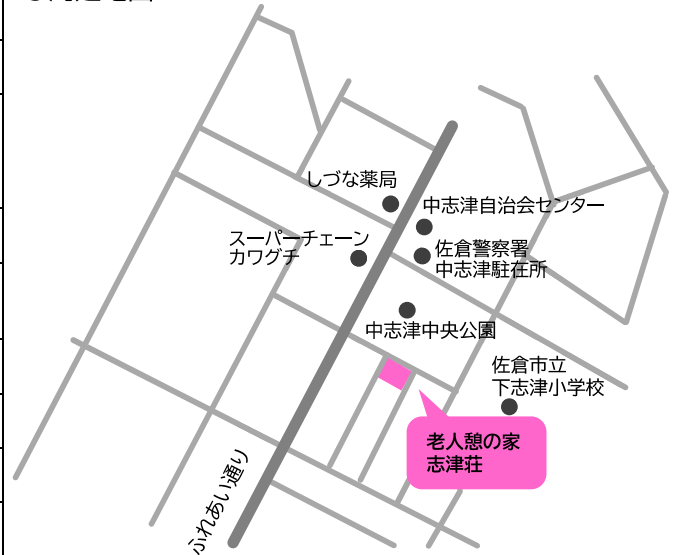 しづな薬局
中志津自治会センター
スーパーチェーン
カワグチ
佐倉警察署
中志津駐在所
中志津中央公園
佐倉市立
下志津小学校
老人憩の家
志津荘
ふれあい通り